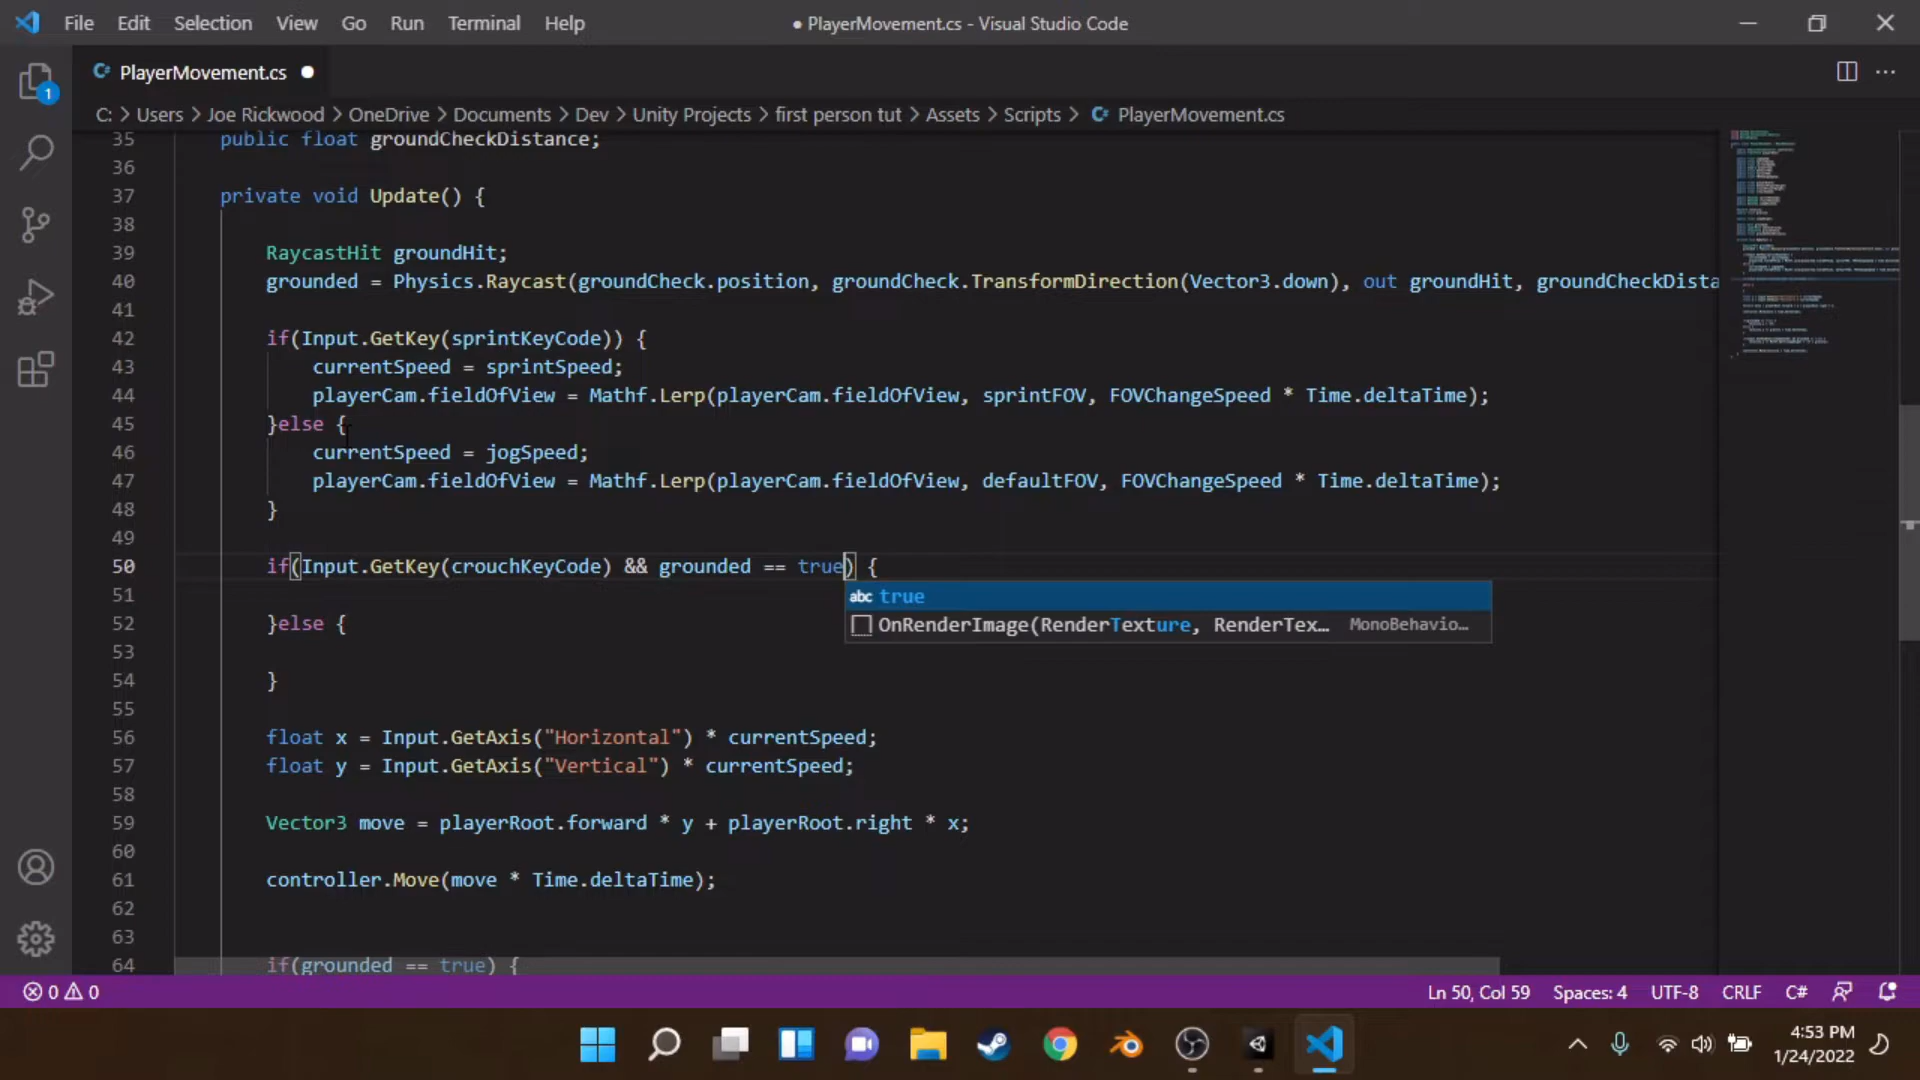 File Edit Selection View Go Run Terminal Help ● PlayerMovement.cs - Visual Studio Code
PlayerMovement.cs ●
C: > Users > Joe Rickwood > OneDrive > Documents > Dev > Unity Projects > first person tut > Assets > Scripts > PlayerMovement.cs
35 public float groundCheckDistance;
36
37 private void Update() {
38
39 RaycastHit groundHit;
40 grounded = Physics.Raycast(groundCheck.position, groundCheck.TransformDirection(Vector3.down), out groundHit, groundCheckDista
41
42 if(Input.GetKey(sprintKeyCode)) {
43 currentSpeed = sprintSpeed;
44 playerCam.fieldOfView = Mathf.Lerp(playerCam.fieldOfView, sprintFOV, FOVChangeSpeed * Time.deltaTime);
45 }else {
46 currentSpeed = jogSpeed;
47 playerCam.fieldOfView = Mathf.Lerp(playerCam.fieldOfView, defaultFOV, FOVChangeSpeed * Time.deltaTime);
48 }
49
50 if(Input.GetKey(crouchKeyCode) && grounded == true) {
51 abc true
OnRenderImage(RenderTexture, RenderTex… MonoBehavio…
52 }else {
53
54 }
55
56 float x = Input.GetAxis("Horizontal") * currentSpeed;
57 float y = Input.GetAxis("Vertical") * currentSpeed;
58
59 Vector3 move = playerRoot.forward * y + playerRoot.right * x;
60
61 controller.Move(move * Time.deltaTime);
62
63
64 if(grounded == true) {
0 0 Ln 50, Col 59 Spaces: 4 UTF-8 CRLF C#
4:53 PM
1/24/2022